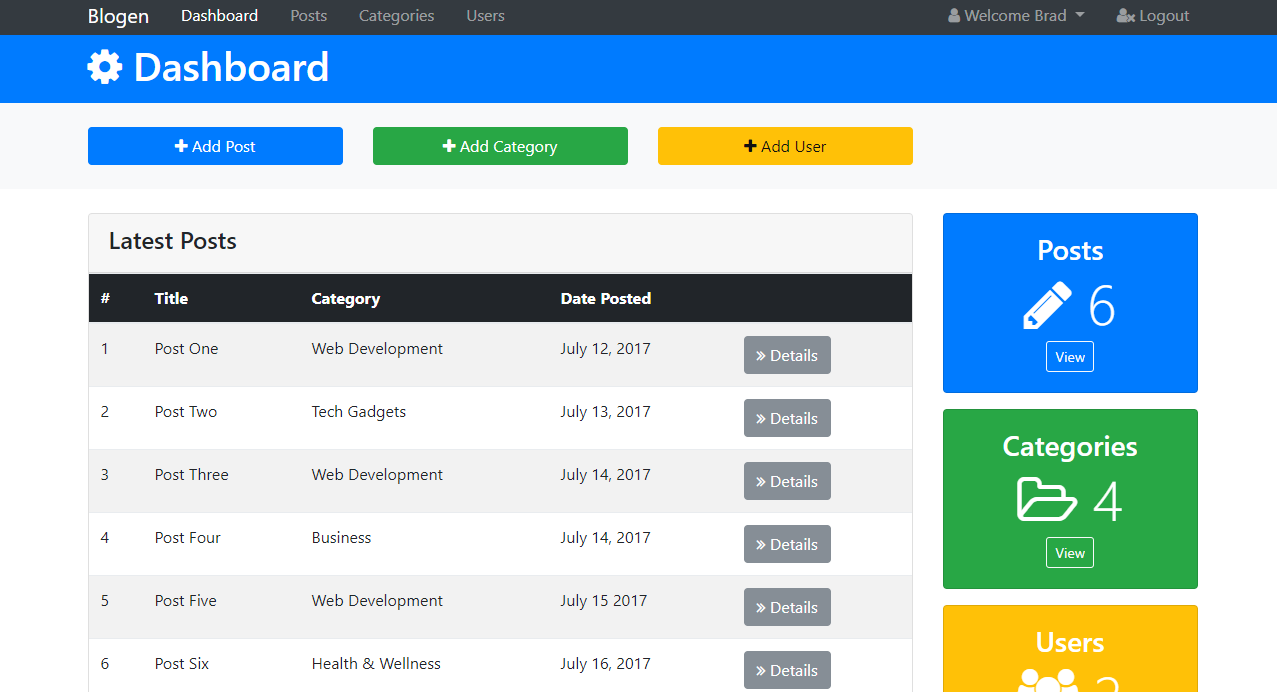 Blogen Dashboard Posts Categories Users Welcome Brad Logout
Dashboard
Add Post Add Category Add User
Latest Posts
# Title Category Date Posted
1 Post One Web Development July 12, 2017 » Details
2 Post Two Tech Gadgets July 13, 2017 » Details
3 Post Three Web Development July 14, 2017 » Details
4 Post Four Business July 14, 2017 » Details
5 Post Five Web Development July 15 2017 » Details
6 Post Six Health & Wellness July 16, 2017 » Details
Posts
6
View
Categories
4
View
Users